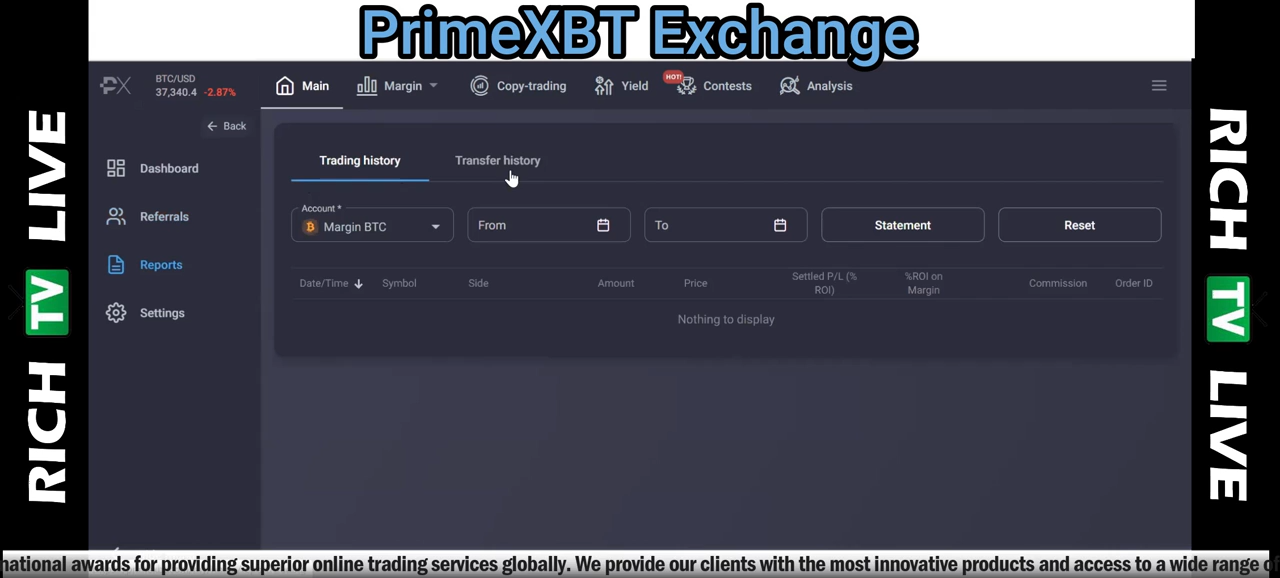 PrimeXBT Exchange
PX
BTC/USD
37,340.4 -2.87%
Main
Margin
Copy-trading
Yield
HOT!
Contests
Analysis
Back
Dashboard
Referrals
Reports
Settings
Trading history
Transfer history
Account *
Margin BTC
From
To
Statement
Reset
Date/Time
Symbol
Side
Amount
Price
Settled P/L (%
ROI)
%ROI on
Margin
Commission
Order ID
Nothing to display
RICH TV LIVE
RICH TV LIVE
national awards for providing superior online trading services globally. We provide our clients with the most innovative products and access to a wide range